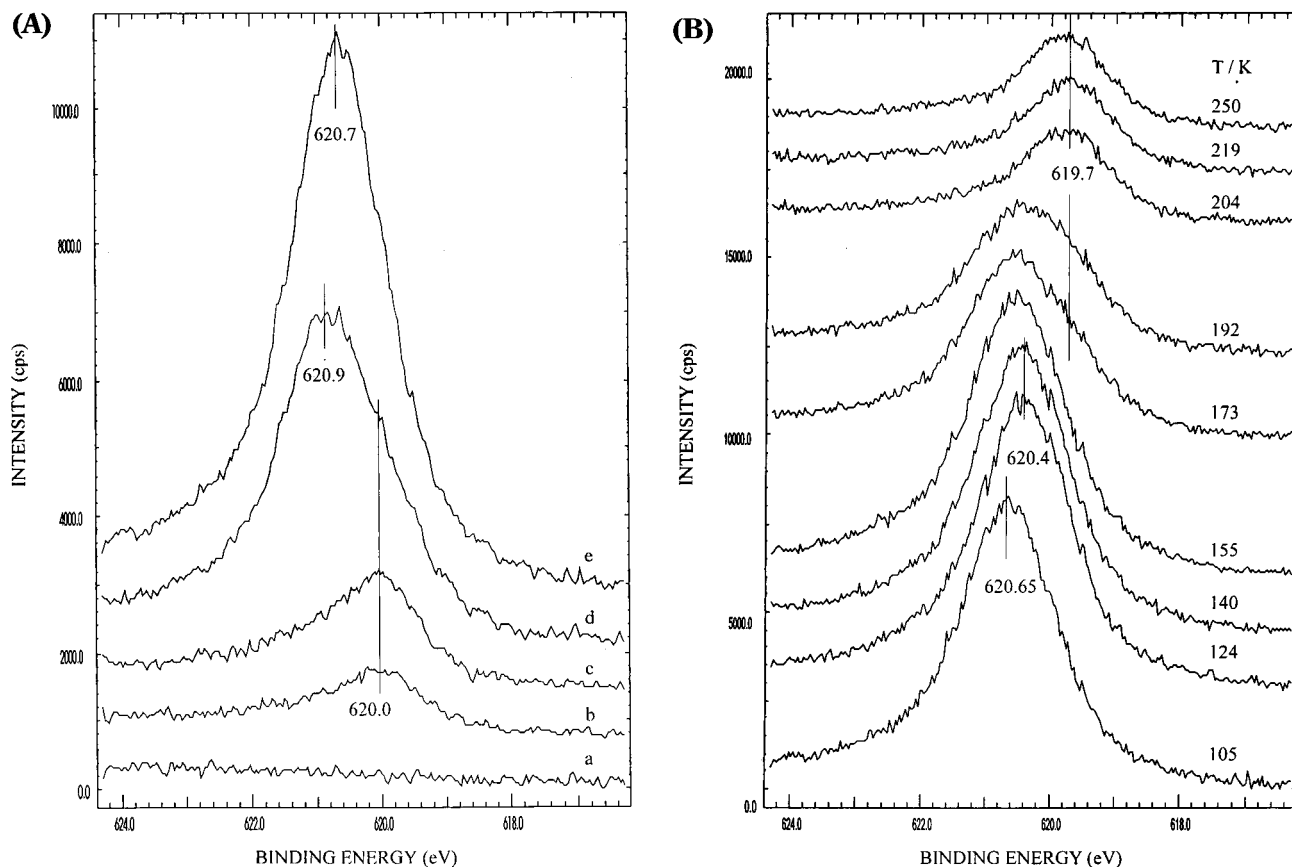 (A)
INTENSITY (cps)
10000.0
8000.0
6000.0
4000.0
2000.0
0.0
620.7
620.9
620.0
e
d
c
b
a
624.0
622.0
620.0
618.0
BINDING ENERGY (eV)
(B)
INTENSITY (cps)
20000.0
15000.0
10000.0
5000.0
0.0
T / K
250
219
204
192
173
155
140
124
105
619.7
620.4
620.65
624.0
622.0
620.0
618.0
BINDING ENERGY (eV)